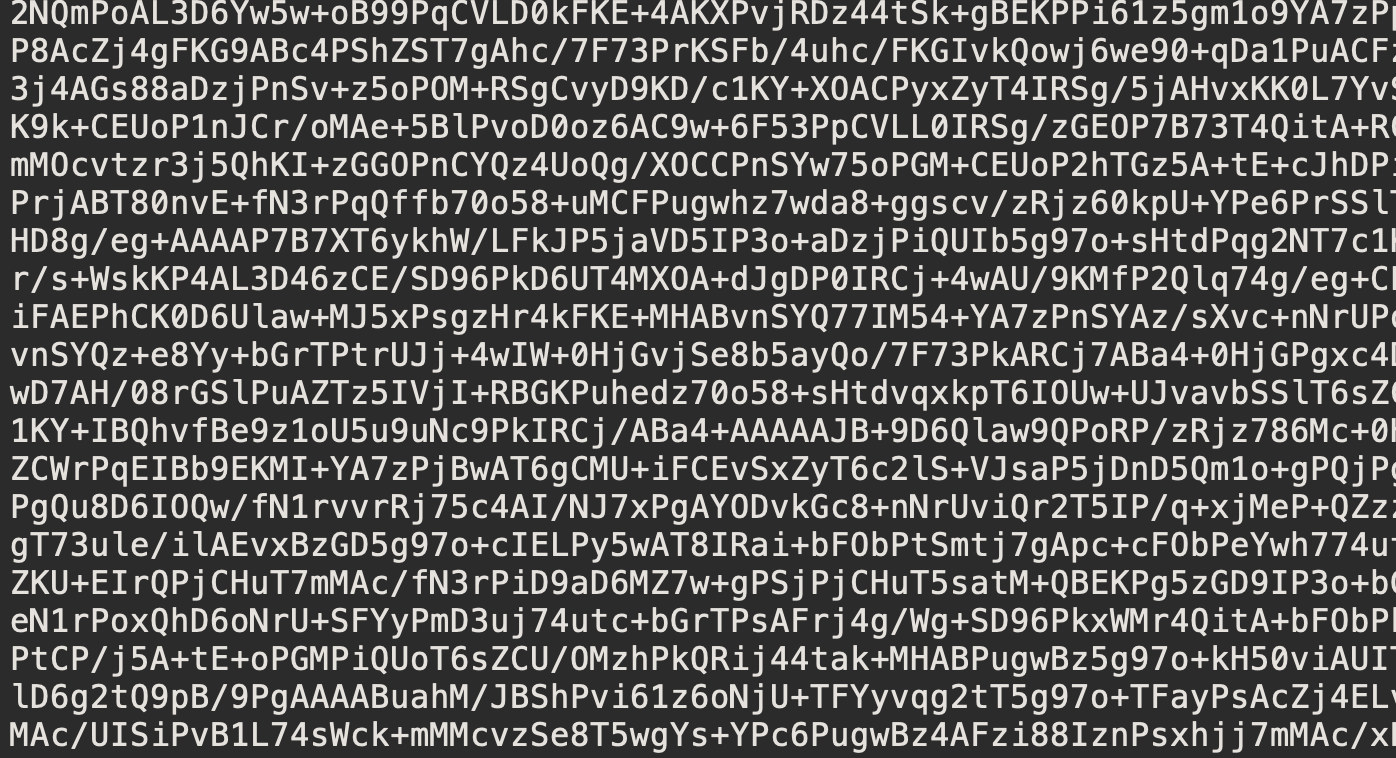 2NQmPoAL3D6Yw5w+oB99PqCVLD0kFKE+4AKXPvjRDz44tSk+gBEKPPi61z5gm1o9YA7zPp
P8AcZj4gFKG9ABc4PShZST7gAhc/7F73PrKSFb/4uhc/FKGIvkQowj6we90+qDa1PuACFz
3j4AGs88aDzjPnSv+z5oPOM+RSgCvyD9KD/c1KY+XOACPyxZyT4IRSg/5jAHvxKK0L7YvS
K9k+CEUoP1nJCr/oMAe+5BlPvoD0oz6AC9w+6F53PpCVLL0IRSg/zGEOP7B73T4QitA+R
mMOcvtzr3j5QhKI+zGGOPnCYQz4UoQg/XOCCPnSYw75oPGM+CEUoP2hTGz5A+tE+cJhDP
PrjABT80nvE+fN3rPqQffb70o58+uMCFPugwhz7wda8+ggscv/zRjz60kpU+YPe6PrSSl
HD8g/eg+AAAAP7B7XT6ykhW/LFkJP5jaVD5IP3o+aDzjPiQUIb5g97o+sHtdPqg2NT7c1
r/s+WskKP4AL3D46zCE/SD96PkD6UT4MXOA+dJgDP0IRCj+4wAU/9KMfP2Qlq74g/eg+C
iFAEPhCK0D6Ulaw+MJ5xPsgzHr4kFKE+MHABvnSYQ77IM54+YA7zPnSYAz/sXvc+nNrUP
vnSYQz+e8Yy+bGrTPtrUJj+4wIW+0HjGvjSe8b5ayQo/7F73PkARCj7ABa4+0HjGPgxc4
wD7AH/08rGSlPuAZTz5IVjI+RBGKPuhedz70o58+sHtdvqxkpT6IOUw+UJvavbSSlT6sZ
1KY+IBQhvfBe9z1oU5u9uNc9PkIRCj/ABa4+AAAAAJB+9D6Qlaw9QPoRP/zRjz786Mc+0
ZCWrPqEIBb9EKMI+YA7zPjBwAT6gCMU+iFCEvSxZyT6c2lS+VJsaP5jDnD5Qm1o+gPQjP
PgQu8D6IOQw/fN1rvvrRj75c4AI/NJ7xPgAYODvkGc8+nNrUviQr2T5IP/q+xjMeP+QZz
gT73ule/ilAEvxBzGD5g97o+cIELPy5wAT8IRai+bFObPtSmtj7gApc+cFObPeYwh774u
ZKU+EIrQPjCHuT7mMAc/fN3rPiD9aD6MZ7w+gPSjPjCHuT5satM+QBEKPg5zGD9IP3o+b
eN1rPoxQhD6oNrU+SFYyPmD3uj74utc+bGrTPsAFrj4g/Wg+SD96PkxWMr4QitA+bFObP
PtCP/j5A+tE+oPGMPiQUoT6sZCU/OMzhPkQRij44tak+MHABPugwBz5g97o+kH50viAUI
lD6g2tQ9pB/9PgAAAABuahM/JBShPvi61z6oNjU+TFYyvqg2tT5g97o+TFayPsAcZj4EL
MAc/UISiPvB1L74sWck+mMMcvzSe8T5wgYs+YPc6PugwBz4AFzi88IznPsxhjj7mMAc/x